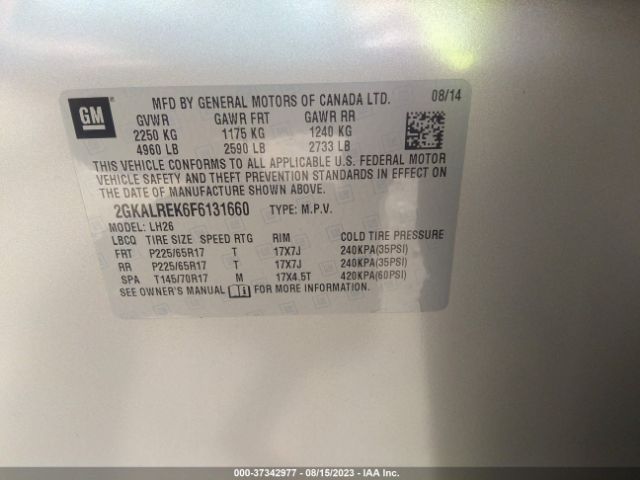 GM
MFD BY GENERAL MOTORS OF CANADA LTD. 08/14
GVWR GAWR FRT GAWR RR
2250 KG 1175 KG 1240 KG
4960 LB 2590 LB 2733 LB
THIS VEHICLE CONFORMS TO ALL APPLICABLE U.S. FEDERAL MOTOR
VEHICLE SAFETY AND THEFT PREVENTION STANDARDS IN EFFECT ON
THE DATE OF MANUFACTURE SHOWN ABOVE.
2GKALREK6F6131660 TYPE: M.P.V.
MODEL: LH26
LBCQ TIRE SIZE SPEED RTG RIM COLD TIRE PRESSURE
FRT P225/65R17 T 17X7J 240KPA(35PSI)
RR P225/65R17 T 17X7J 240KPA(35PSI)
SPA T145/70R17 M 17X4.5T 420KPA(60PSI)
SEE OWNER'S MANUAL FOR MORE INFORMATION.
000-37342977 - 08/15/2023 - IAA Inc.